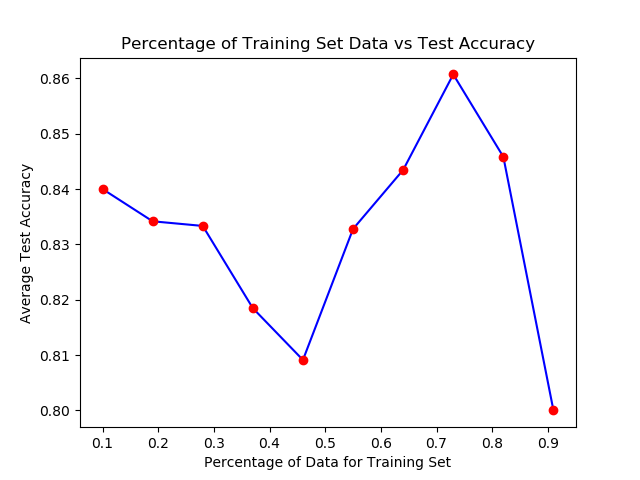 Percentage of Training Set Data vs Test Accuracy
0.86
0.85
0.84
0.83
0.82
0.81
0.80
Average Test Accuracy
0.1 0.2 0.3 0.4 0.5 0.6 0.7 0.8 0.9
Percentage of Data for Training Set